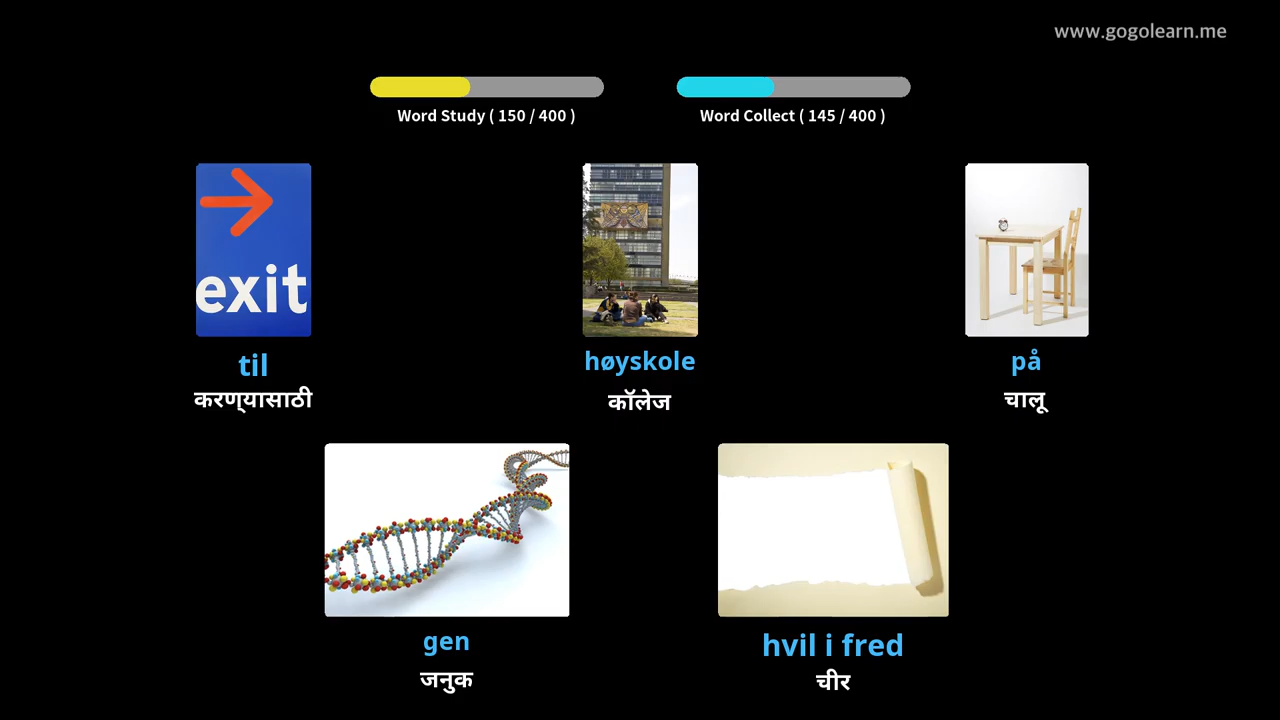 www.gogolearn.me
Word Study ( 150 / 400 )
Word Collect ( 145 / 400 )
exit
til
høyskole
på
करण्यासाठी
कॉलेज
चालू
gen
hvil i fred
जनुक
चीर